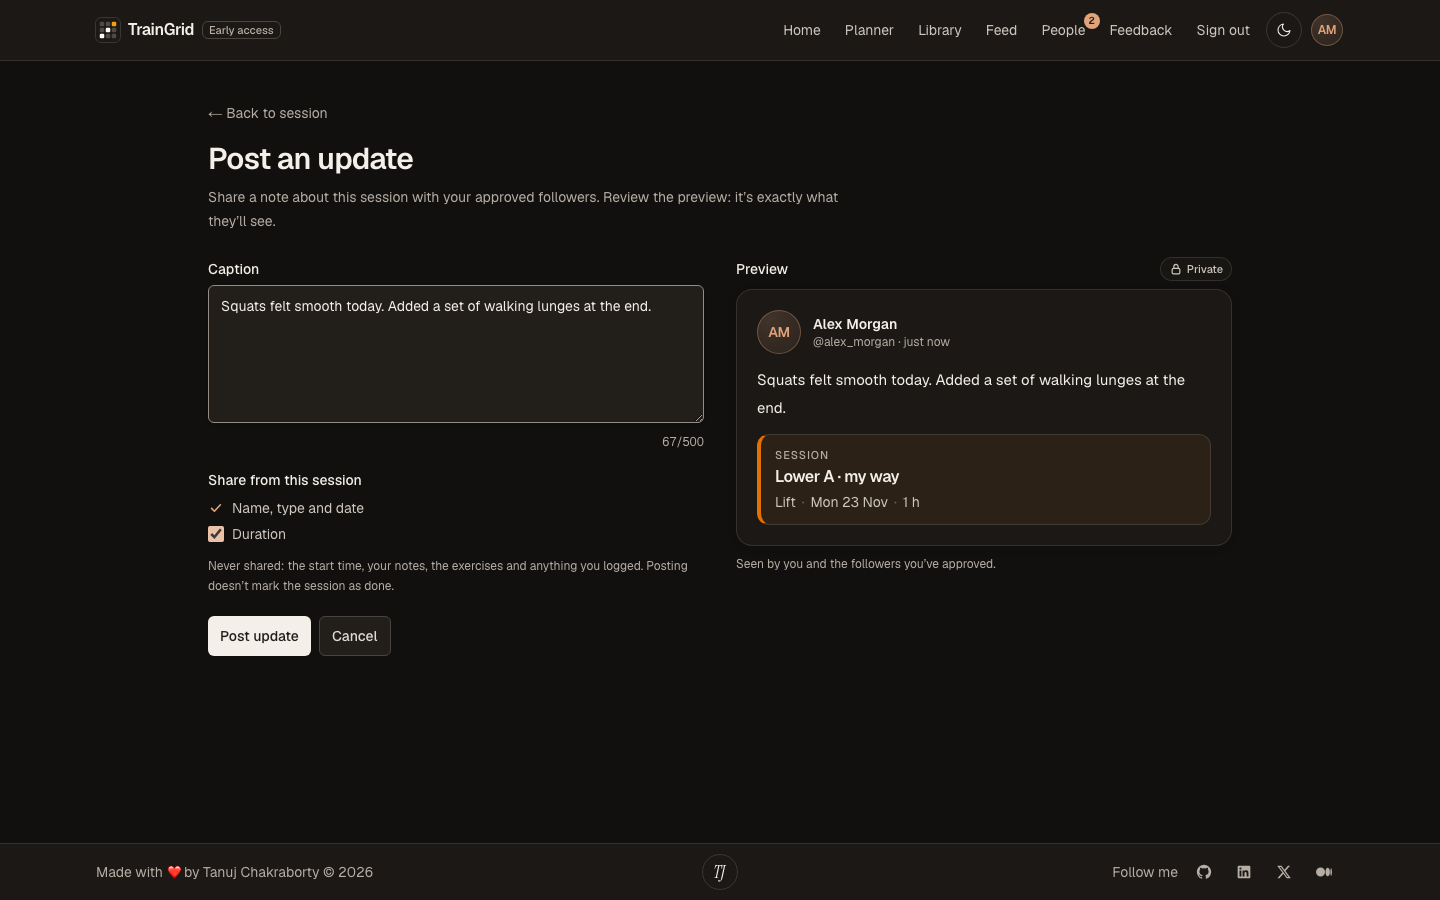 TrainGrid Early access
Home Planner Library Feed People 2 Feedback Sign out AM
← Back to session
Post an update
Share a note about this session with your approved followers. Review the preview: it's exactly what
they'll see.
Caption
Squats felt smooth today. Added a set of walking lunges at the end.
67/500
Share from this session
Name, type and date
Duration
Never shared: the start time, your notes, the exercises and anything you logged. Posting
doesn't mark the session as done.
Post update Cancel
Preview Private
AM
Alex Morgan
@alex_morgan · just now
Squats felt smooth today. Added a set of walking lunges at the
end.
SESSION
Lower A · my way
Lift · Mon 23 Nov · 1 h
Seen by you and the followers you've approved.
Made with ❤️ by Tanuj Chakraborty © 2026
TJ
Follow me